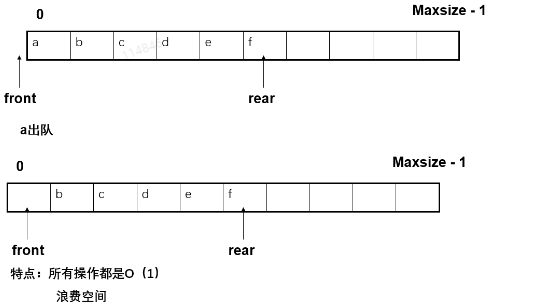 0 Maxsize - 1
a b c d e f
front rear
a出队
0 Maxsize - 1
b c d e f
front rear
特点：所有操作都是O（1）
浪费空间